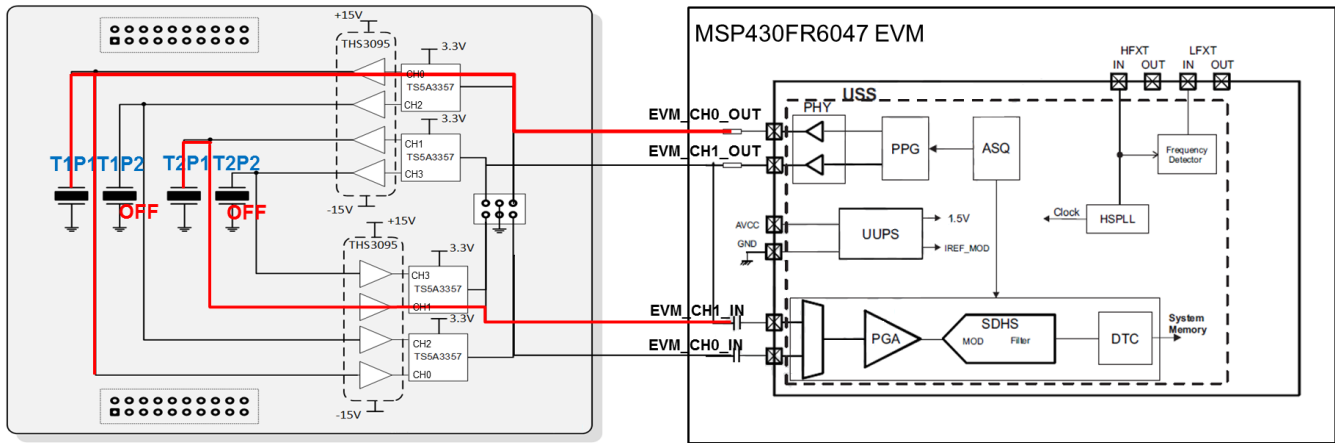 +15V
THS3095
3.3V
CH0
TS5A3357
CH2
3.3V
CH1
TS5A3357
CH3
-15V
T1P1 T1P2 T2P1 T2P2
OFF
OFF
+15V
THS3095
3.3V
CH3
TS5A3357
CH1
3.3V
CH2
TS5A3357
CH0
-15V
EVM_CH0_OUT
EVM_CH1_OUT
EVM_CH1_IN
EVM_CH0_IN
MSP430FR6047 EVM
HFXT LFXT
IN OUT IN OUT
USS
PHY
PPG
ASQ
Frequency
Detector
Clock
HSPLL
AVCC
GND
UUPS
1.5V
IREF_MOD
PGA
SDHS
MOD Filter
DTC
System
Memory